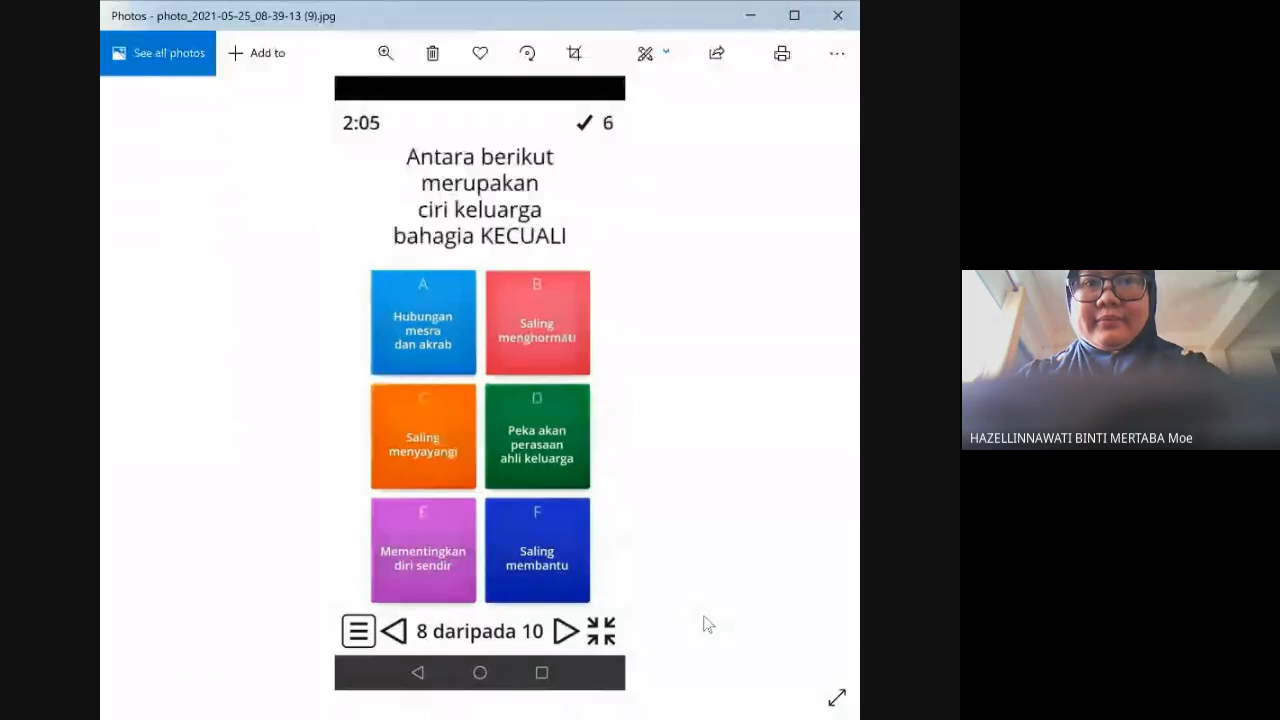 Photos - photo_2021-05-25_08-39-13 (9).jpg
See all photos
Add to
2:05
6
Antara berikut
merupakan
ciri keluarga
bahagia KECUALI
A
Hubungan
mesra
dan akrab
B
Saling
menghormati
C
Saling
menyayangi
D
Peka akan
perasaan
ahli keluarga
E
Mementingkan
diri sendir
F
Saling
membantu
8 daripada 10
HAZELLINNAWATI BINTI MERTABA Moe